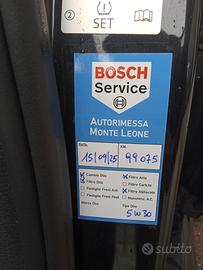 2
SET
BOSCH
Service
AUTORIMESSA
MONTE LEONE
DATA: KM:
15/09/25 99075
Cambio Olio Filtro Aria
Filtro Olio Filtro Carb.te
Pastiglie Freni Ant. Filtro Abitacolo
Pastiglie Freni Post. Manutenz. A.C.
Marca Olio Tipo Olio
5W30
subito